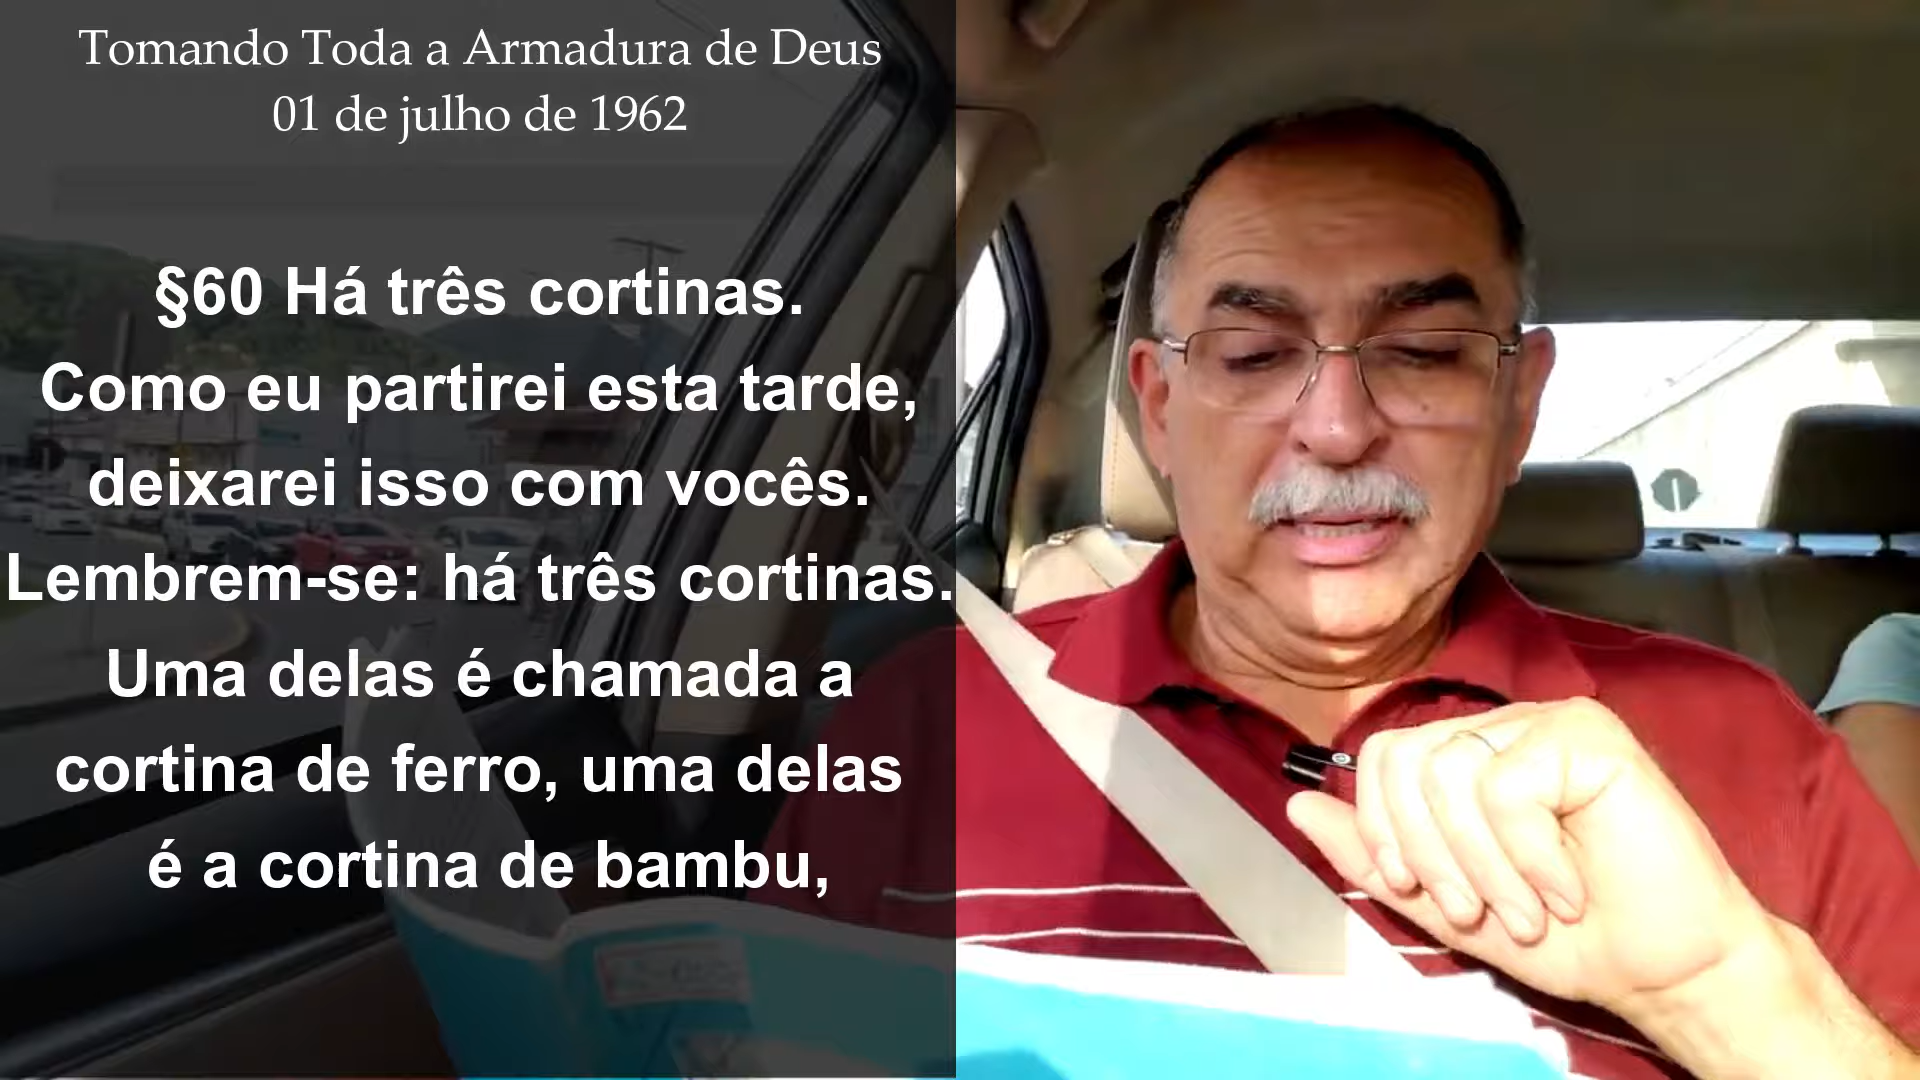 Tomando Toda a Armadura de Deus
01 de julho de 1962
§60 Há três cortinas.
Como eu partirei esta tarde,
deixarei isso com vocês.
Lembrem-se: há três cortinas.
Uma delas é chamada a
cortina de ferro, uma delas
é a cortina de bambu,